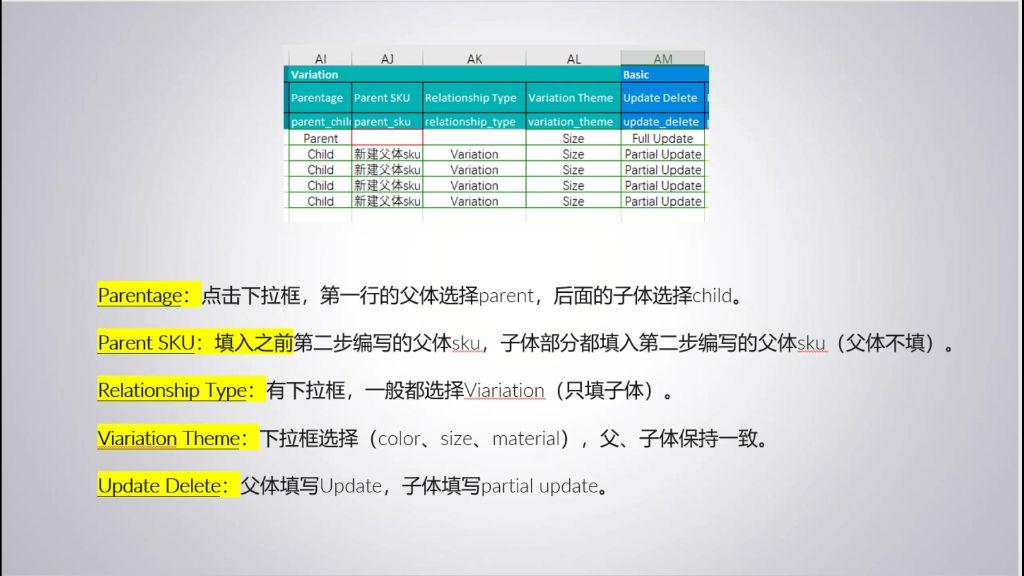 AI AJ AK AL AM
Variation Basic
Parentage Parent SKU Relationship Type Variation Theme Update Delete
parent_chil parent_sku relationship_type variation_theme update_delete
Parent Size Full Update
Child 新建父体sku Variation Size Partial Update
Child 新建父体sku Variation Size Partial Update
Child 新建父体sku Variation Size Partial Update
Child 新建父体sku Variation Size Partial Update
Parentage：点击下拉框，第一行的父体选择parent，后面的子体选择child。
Parent SKU：填入之前第二步编写的父体sku，子体部分都填入第二步编写的父体sku（父体不填）。
Relationship Type：有下拉框，一般都选择Viariation（只填子体）。
Viariation Theme：下拉框选择（color、size、material），父、子体保持一致。
Update Delete：父体填写Update，子体填写partial update。